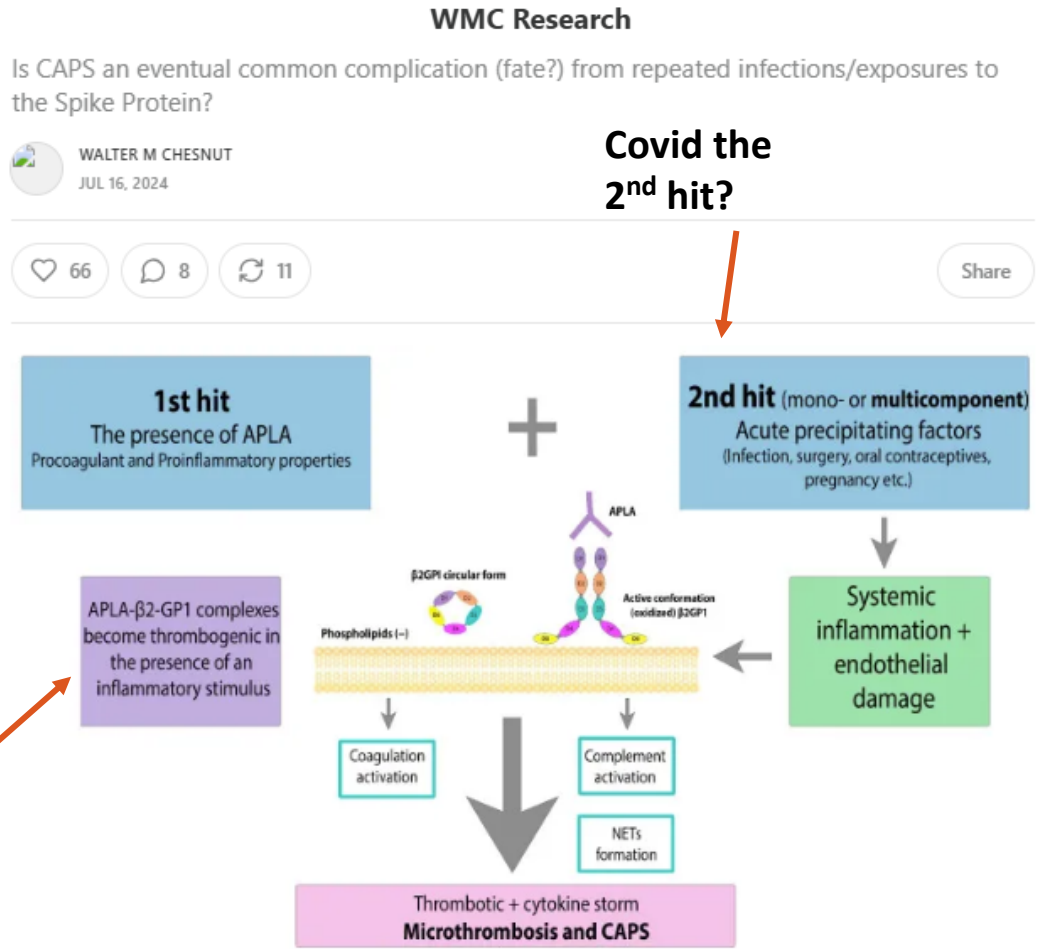 WMC Research
Is CAPS an eventual common complication (fate?) from repeated infections/exposures to
the Spike Protein?
WALTER M CHESNUT
JUL 16, 2024
Covid the
2nd hit?
66
8
11
Share
1st hit
The presence of APLA
Procoagulant and Proinflammatory properties
+
2nd hit (mono- or multicomponent)
Acute precipitating factors
(Infection, surgery, oral contraceptives,
pregnancy etc.)
APLA
β2GPI circular form
Active conformation
(oxidized) β2GP1
Phospholipids (−)
APLA-β2-GP1 complexes
become thrombogenic in
the presence of an
inflammatory stimulus
Systemic
inflammation +
endothelial
damage
Coagulation
activation
Complement
activation
NETs
formation
Thrombotic + cytokine storm
Microthrombosis and CAPS